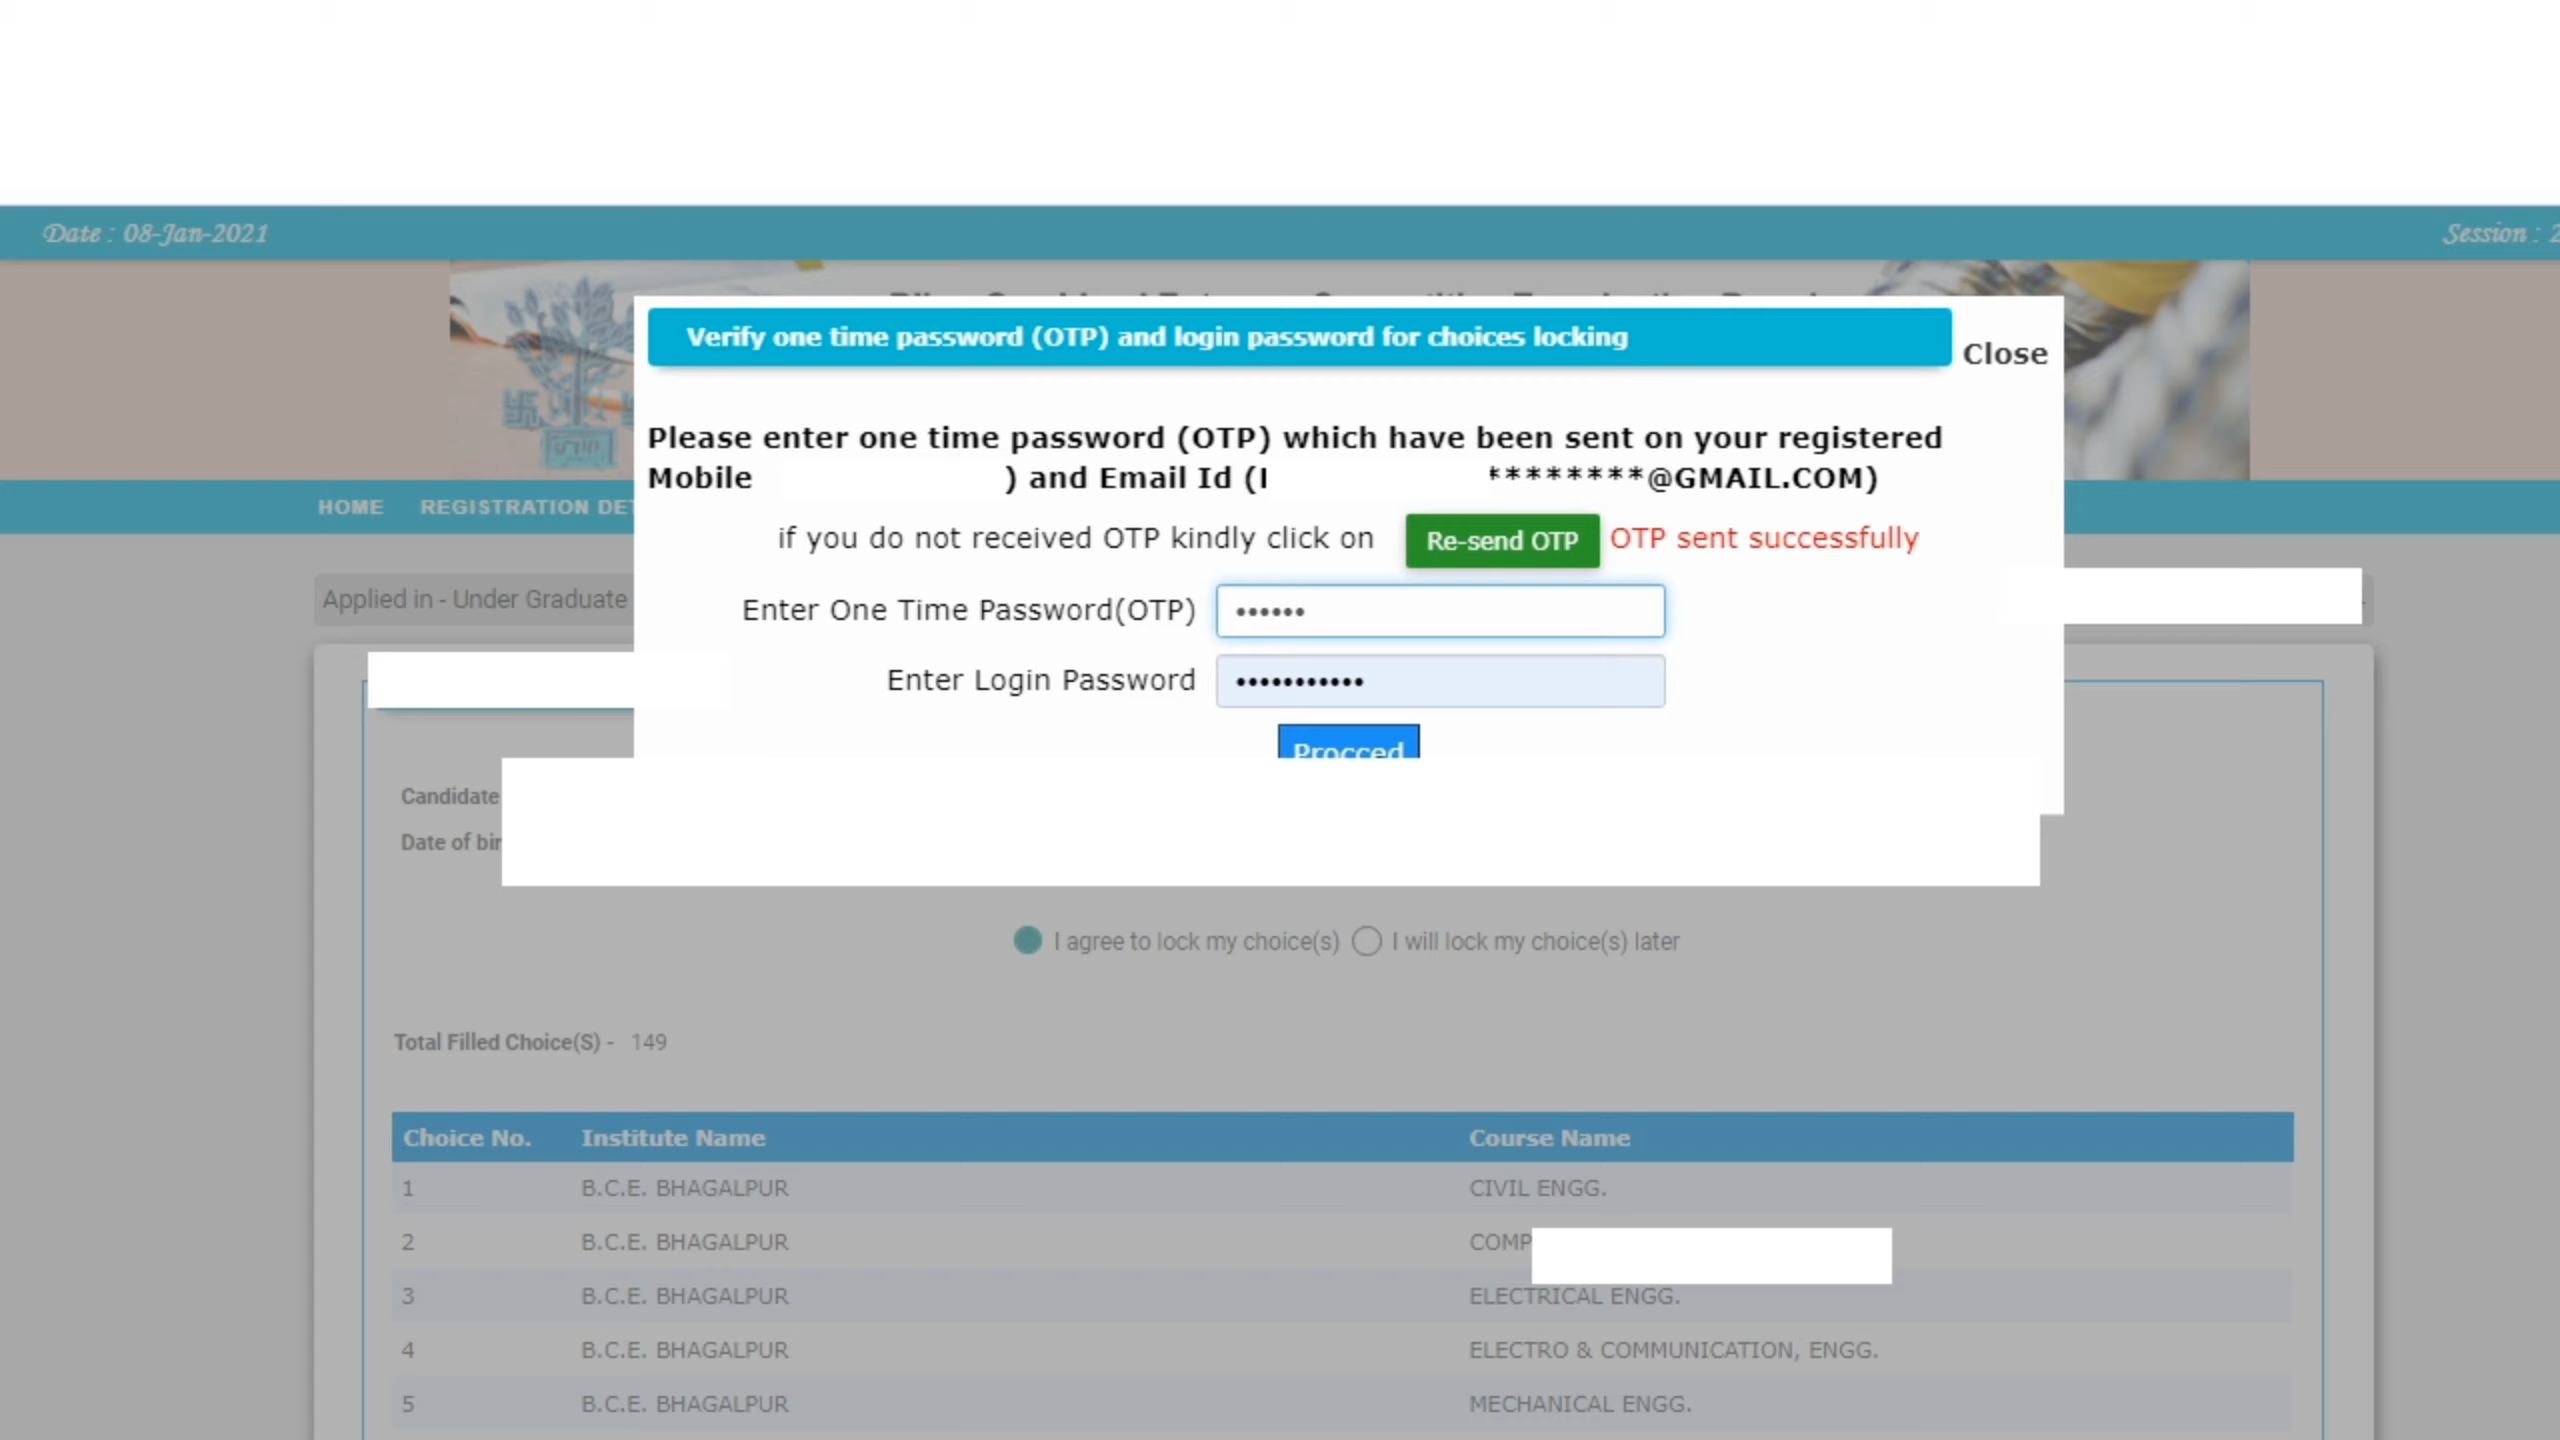 Date : 08-Jan-2021
Session : 2
Verify one time password (OTP) and login password for choices locking
Close
Please enter one time password (OTP) which have been sent on your registered
Mobile ) and Email Id (I ********@GMAIL.COM)
HOME REGISTRATION DET
if you do not received OTP kindly click on Re-send OTP OTP sent successfully
Applied in - Under Graduate
Enter One Time Password(OTP) ••••••
Enter Login Password •••••••••••
Procced
Candidate
Date of bir
I agree to lock my choice(s) I will lock my choice(s) later
Total Filled Choice(S) - 149
Choice No. Institute Name Course Name
1 B.C.E. BHAGALPUR CIVIL ENGG.
2 B.C.E. BHAGALPUR COMP
3 B.C.E. BHAGALPUR ELECTRICAL ENGG.
4 B.C.E. BHAGALPUR ELECTRO & COMMUNICATION, ENGG.
5 B.C.E. BHAGALPUR MECHANICAL ENGG.